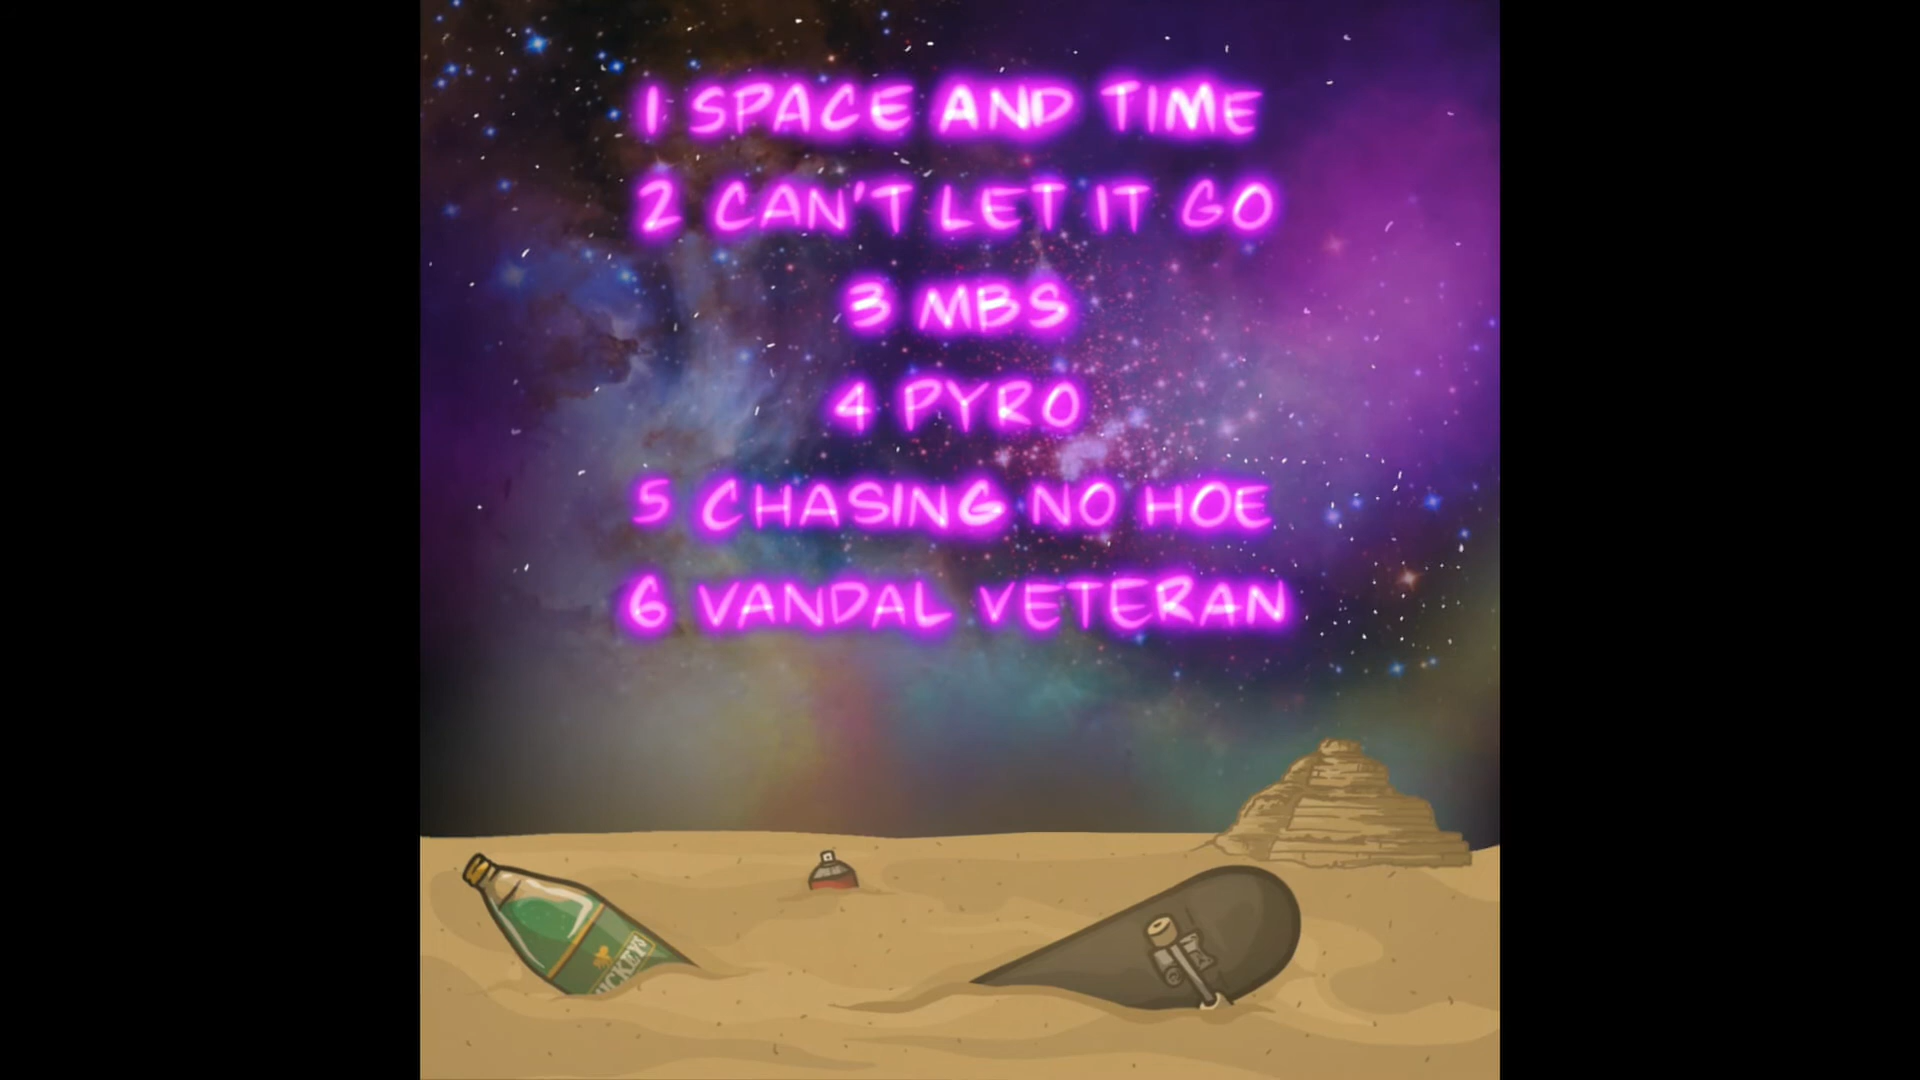 1 SPACE AND TIME
2 CAN'T LET IT GO
3 MBS
4 PYRO
5 CHASING NO HOE
6 VANDAL VETERAN
ICKEYS